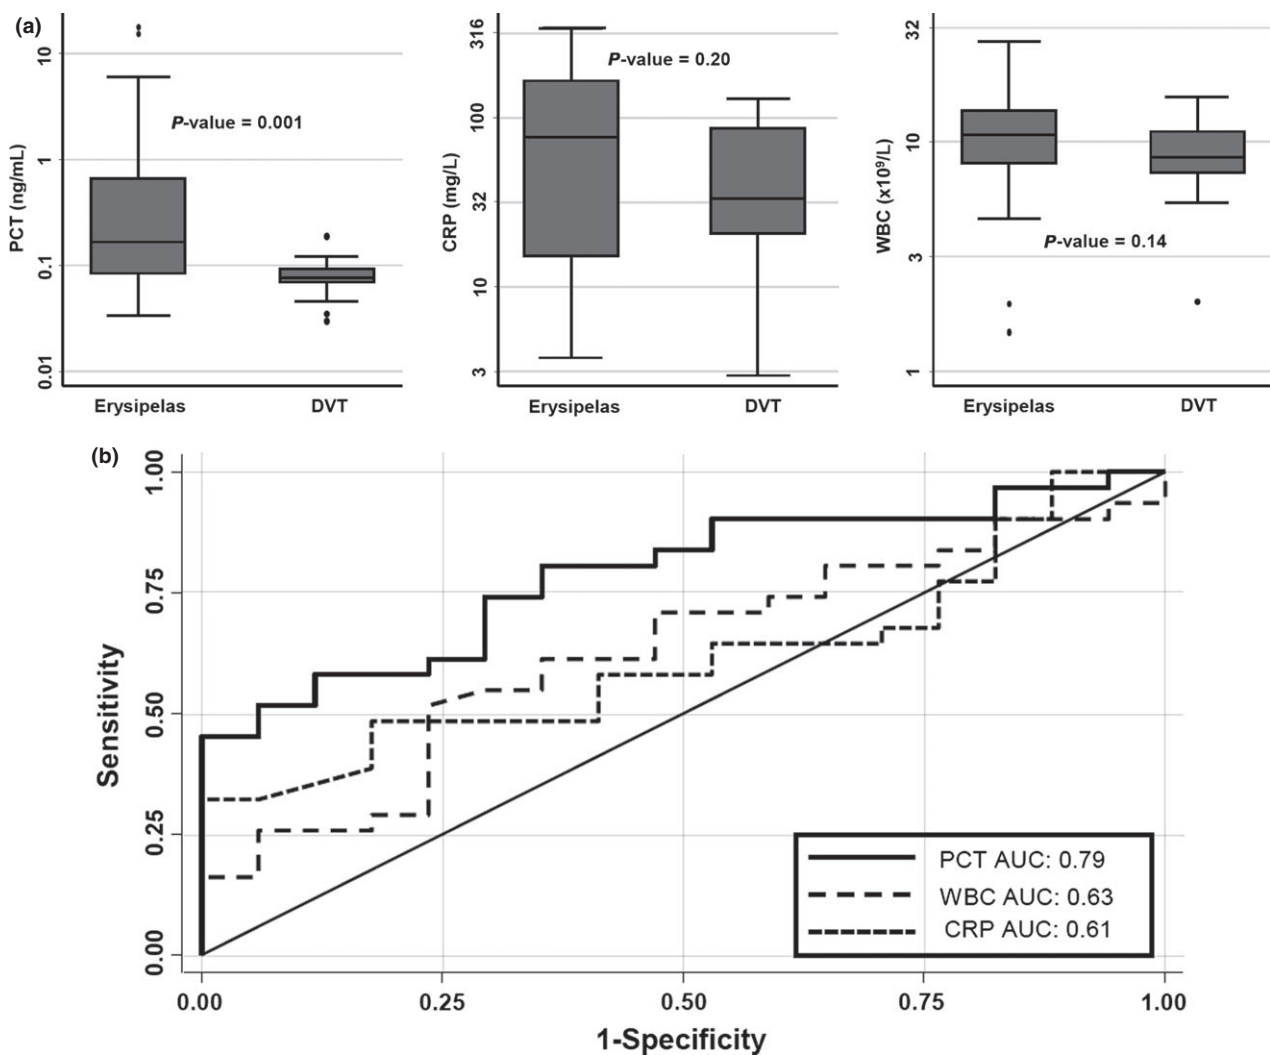 (a)
PCT (ng/mL)
10
1
0.1
0.01
P-value = 0.001
Erysipelas
DVT
CRP (mg/L)
316
100
32
10
3
P-value = 0.20
Erysipelas
DVT
WBC (x10⁹/L)
32
10
3
1
P-value = 0.14
Erysipelas
DVT
(b)
Sensitivity
1.00
0.75
0.50
0.25
0.00
PCT AUC: 0.79
WBC AUC: 0.63
CRP AUC: 0.61
0.00
0.25
0.50
0.75
1.00
1-Specificity